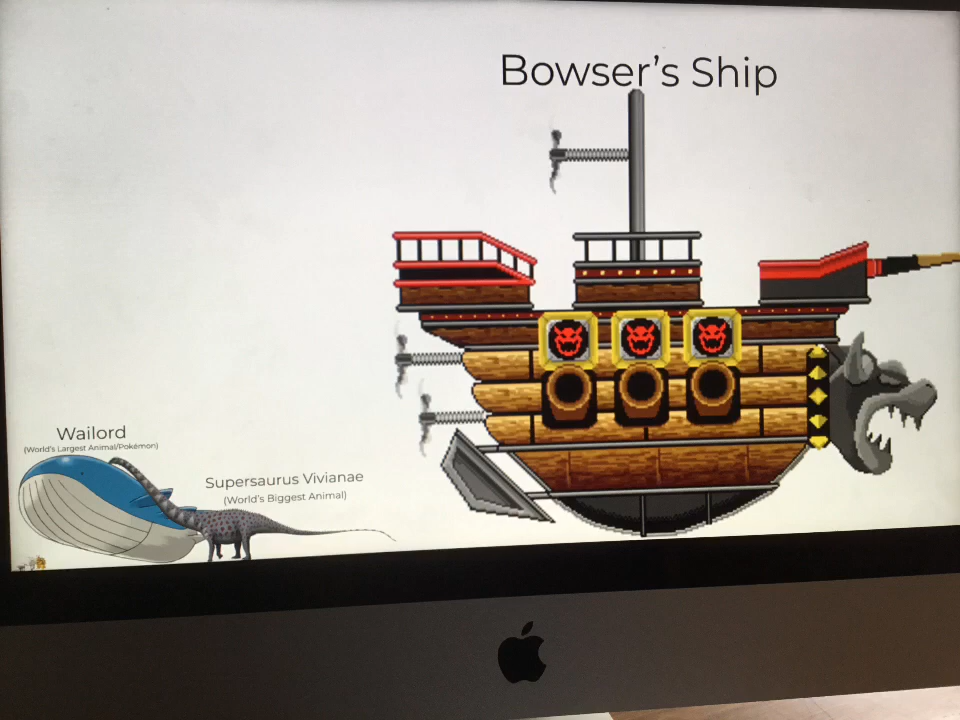 Bowser's Ship
Wailord
(World's Largest Animal/Pokémon)
Supersaurus Vivianae
(World's Biggest Animal)